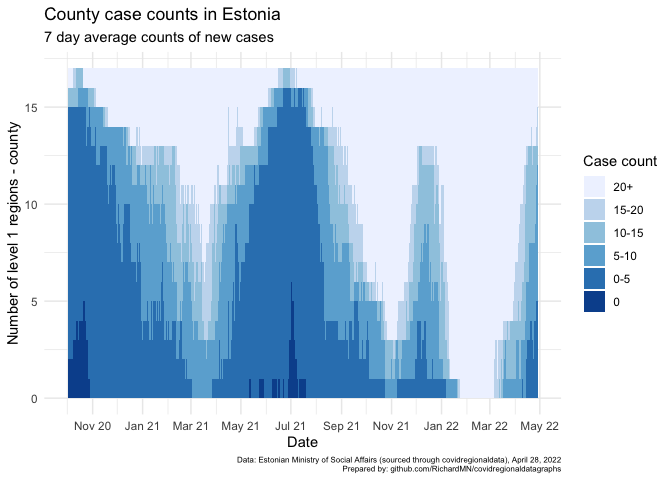 County case counts in Estonia
7 day average counts of new cases
Number of level 1 regions - county
15
10
5
0
Nov 20 Jan 21 Mar 21 May 21 Jul 21 Sep 21 Nov 21 Jan 22 Mar 22 May 22
Date
Case count
20+
15-20
10-15
5-10
0-5
0
Data: Estonian Ministry of Social Affairs (sourced through covidregionaldata), April 28, 2022
Prepared by: github.com/RichardMN/covidregionaldatagraphs